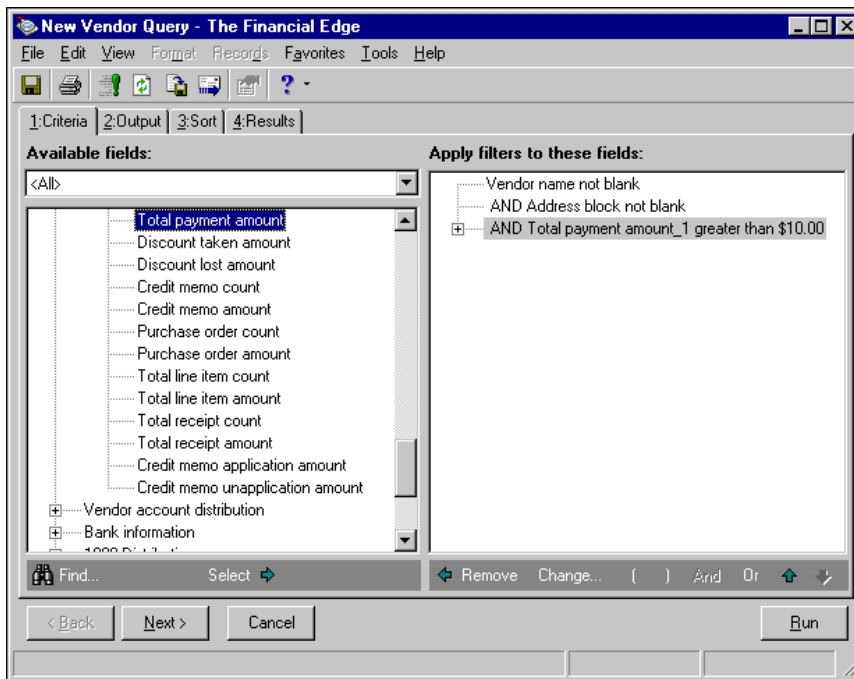 New Vendor Query - The Financial Edge
File Edit View Format Records Favorites Tools Help
?
1:Criteria 2:Output 3:Sort 4:Results
Available fields:
<All>
Total payment amount
Discount taken amount
Discount lost amount
Credit memo count
Credit memo amount
Purchase order count
Purchase order amount
Total line item count
Total line item amount
Total receipt count
Total receipt amount
Credit memo application amount
Credit memo unapplication amount
Vendor account distribution
Bank information
Find... Select
Apply filters to these fields:
Vendor name not blank
AND Address block not blank
AND Total payment amount_1 greater than $10.00
Remove Change... ( ) And Or
< Back Next > Cancel Run